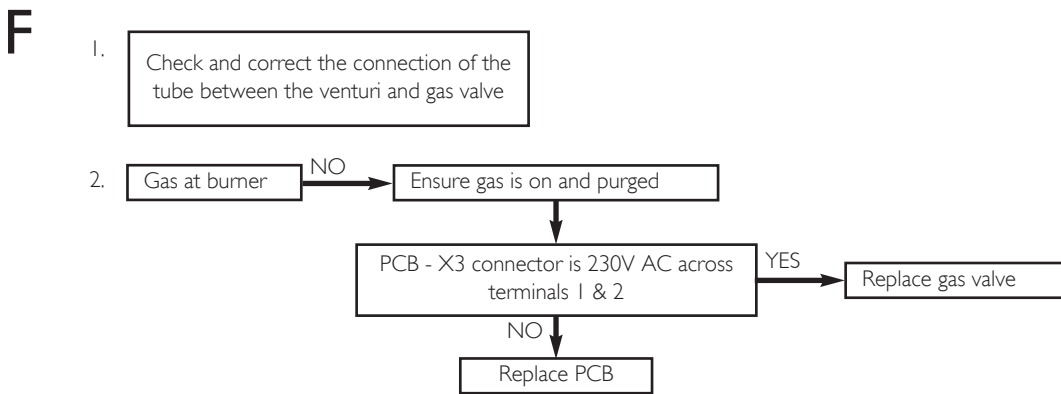 F
1.
Check and correct the connection of the
tube between the venturi and gas valve
2.
Gas at burner
NO
Ensure gas is on and purged
PCB - X3 connector is 230V AC across
terminals 1 & 2
YES
Replace gas valve
NO
Replace PCB